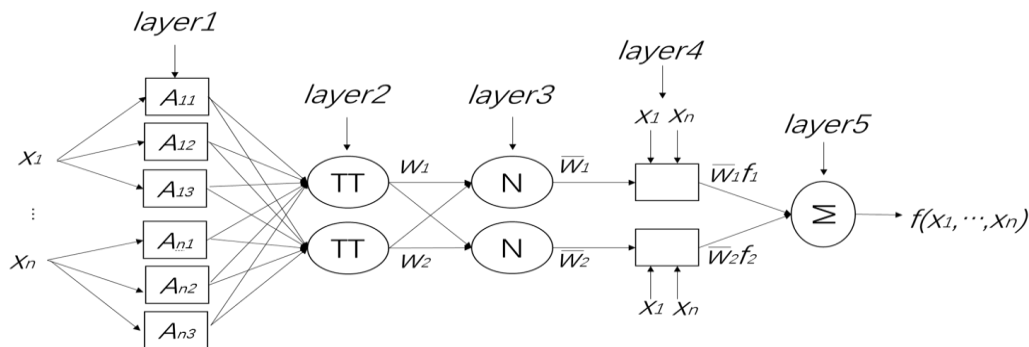 layer1
layer2
layer3
layer4
layer5
A11
A12
A13
An1
An2
An3
x1
⋮
xn
TT
TT
w1
w2
N
N
w̅1
w̅2
x1 xn
x1 xn
w̅1f1
w̅2f2
Σ
f(x1,⋯,xn)